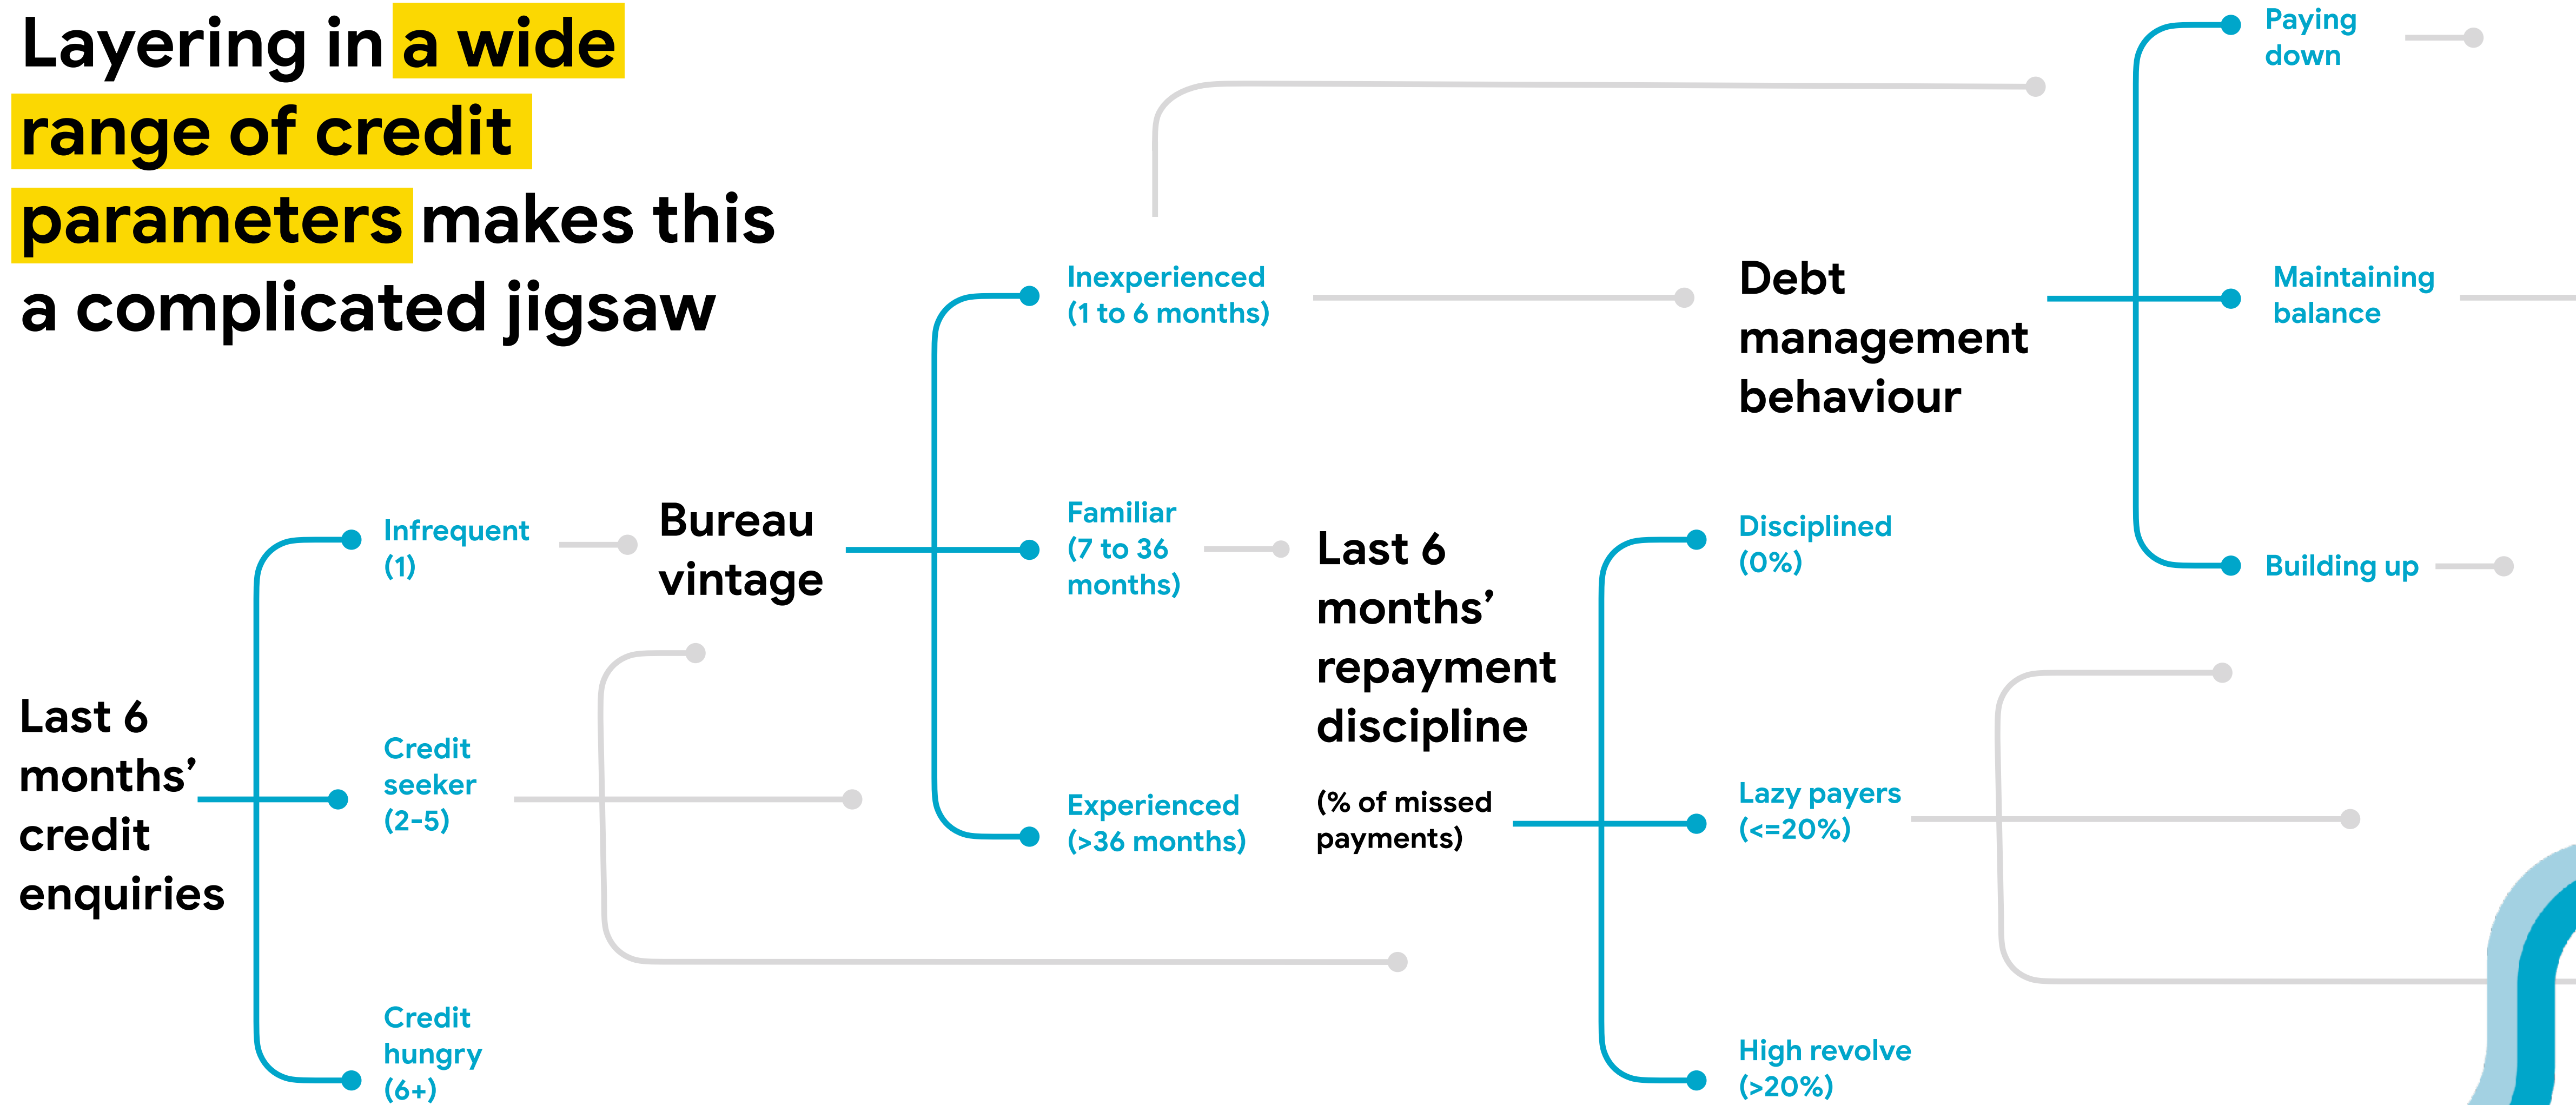 Layering in a wide
range of credit
parameters makes this
a complicated jigsaw
Last 6
months’
credit
enquiries
Infrequent
(1)
Credit
seeker
(2-5)
Credit
hungry
(6+)
Bureau
vintage
Inexperienced
(1 to 6 months)
Familiar
(7 to 36
months)
Experienced
(>36 months)
Last 6
months’
repayment
discipline
(% of missed
payments)
Disciplined
(0%)
Lazy payers
(<=20%)
High revolve
(>20%)
Debt
management
behaviour
Paying
down
Maintaining
balance
Building up